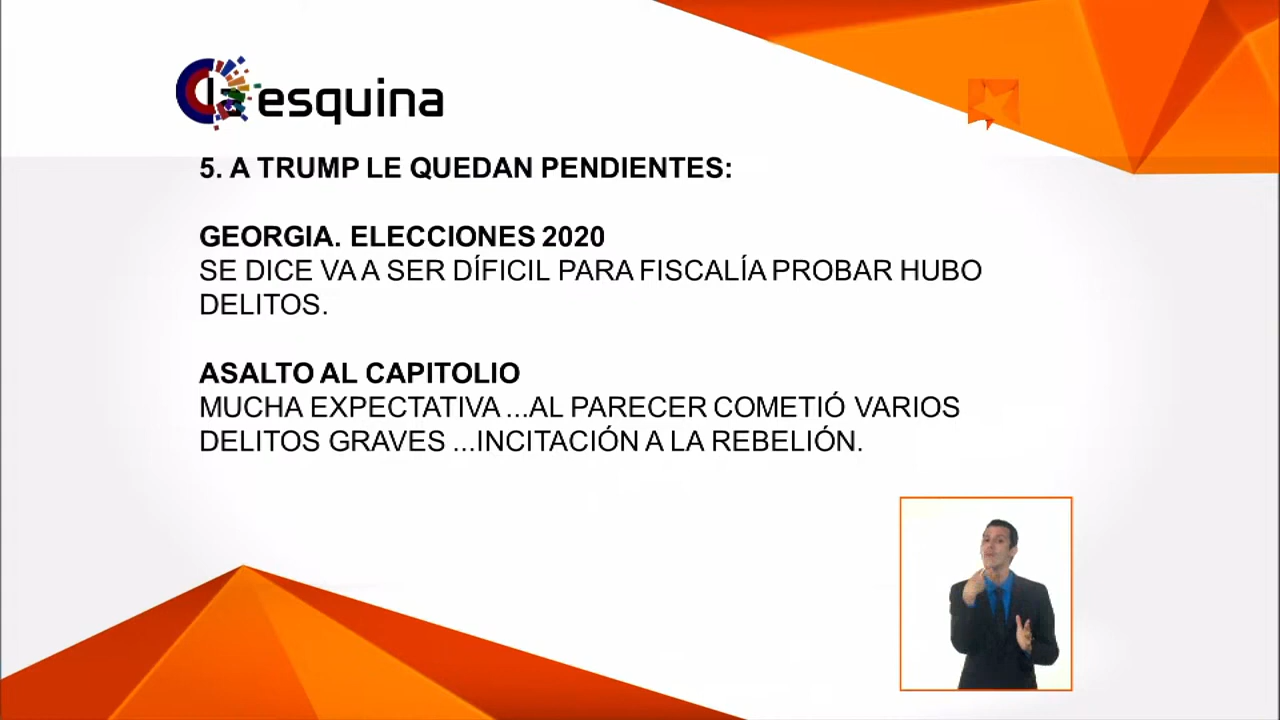 la esquina
5. A TRUMP LE QUEDAN PENDIENTES:
GEORGIA. ELECCIONES 2020
SE DICE VA A SER DÍFICIL PARA FISCALÍA PROBAR HUBO
DELITOS.
ASALTO AL CAPITOLIO
MUCHA EXPECTATIVA ...AL PARECER COMETIÓ VARIOS
DELITOS GRAVES ...INCITACIÓN A LA REBELIÓN.